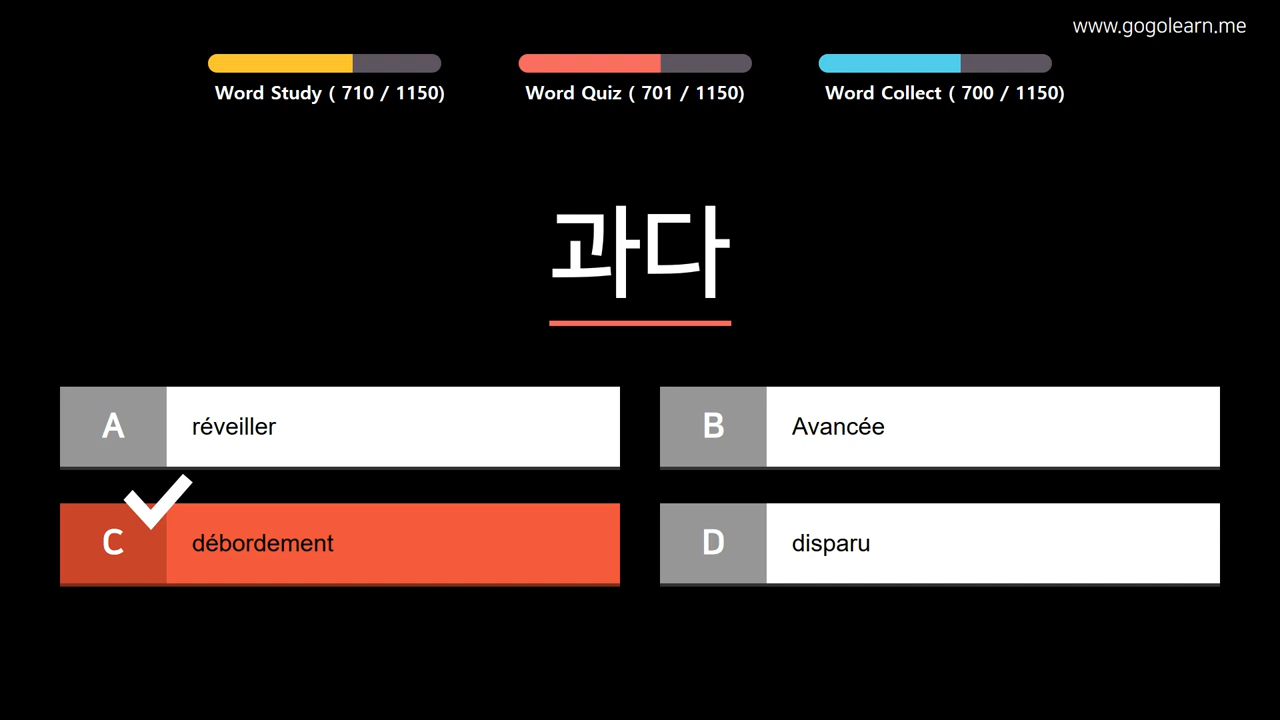 www.gogolearn.me
Word Study ( 710 / 1150)
Word Quiz ( 701 / 1150)
Word Collect ( 700 / 1150)
과다
A réveiller
B Avancée
C débordement
D disparu